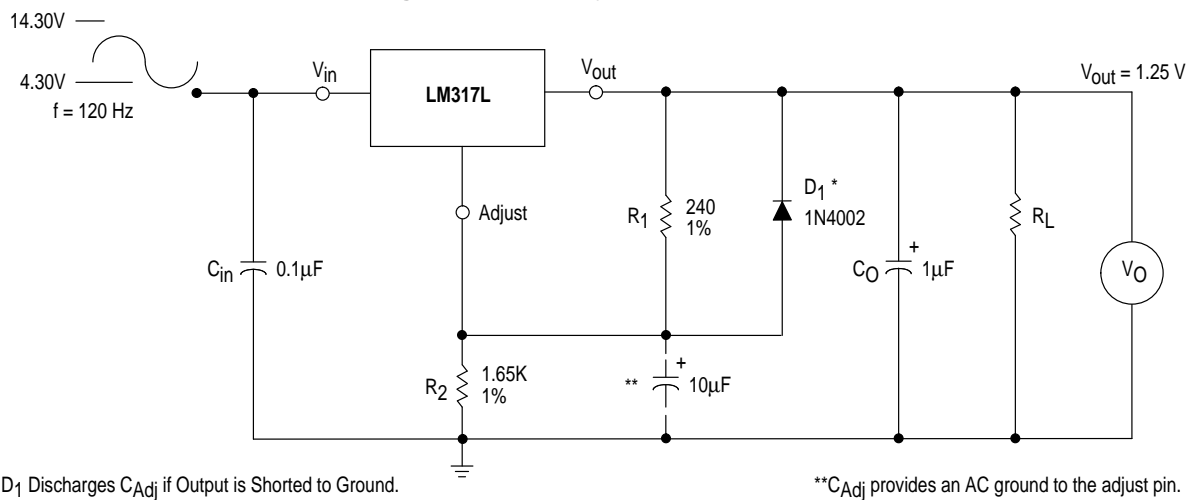 14.30V
4.30V
f = 120 Hz
Vin
LM317L
Vout
Vout = 1.25 V
Adjust
Cin
0.1µF
R1
240
1%
D1 *
1N4002
CO
+
1µF
RL
VO
R2
1.65K
1%
**
+
10µF
D1 Discharges CAdj if Output is Shorted to Ground.
**CAdj provides an AC ground to the adjust pin.